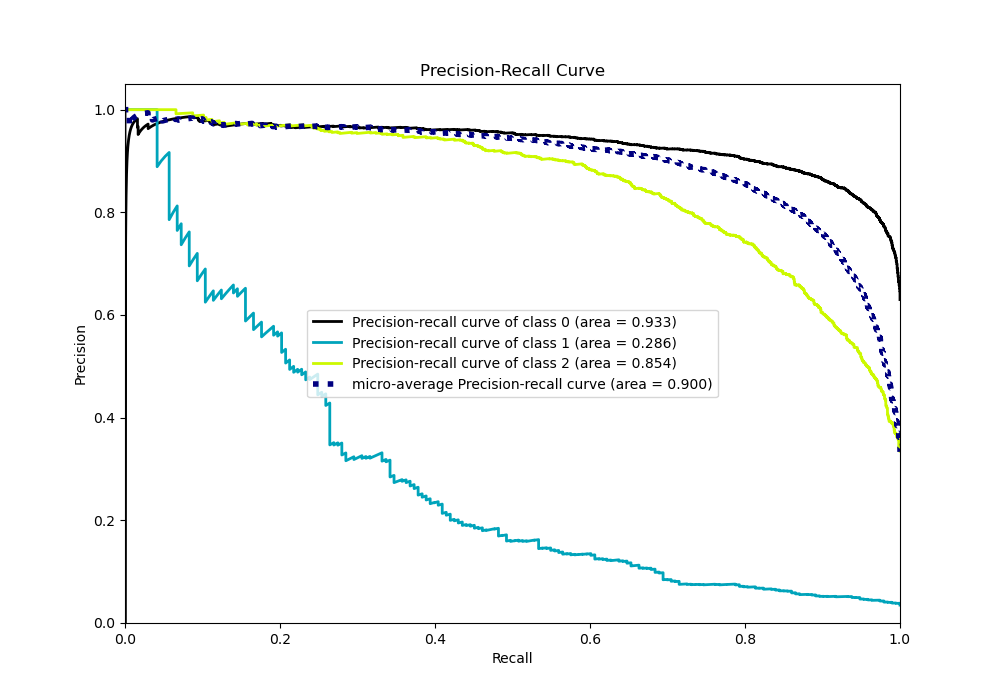 Precision-Recall Curve
1.0
0.8
0.6
0.4
0.2
0.0
Precision
Precision-recall curve of class 0 (area = 0.933)
Precision-recall curve of class 1 (area = 0.286)
Precision-recall curve of class 2 (area = 0.854)
micro-average Precision-recall curve (area = 0.900)
0.0 0.2 0.4 0.6 0.8 1.0
Recall